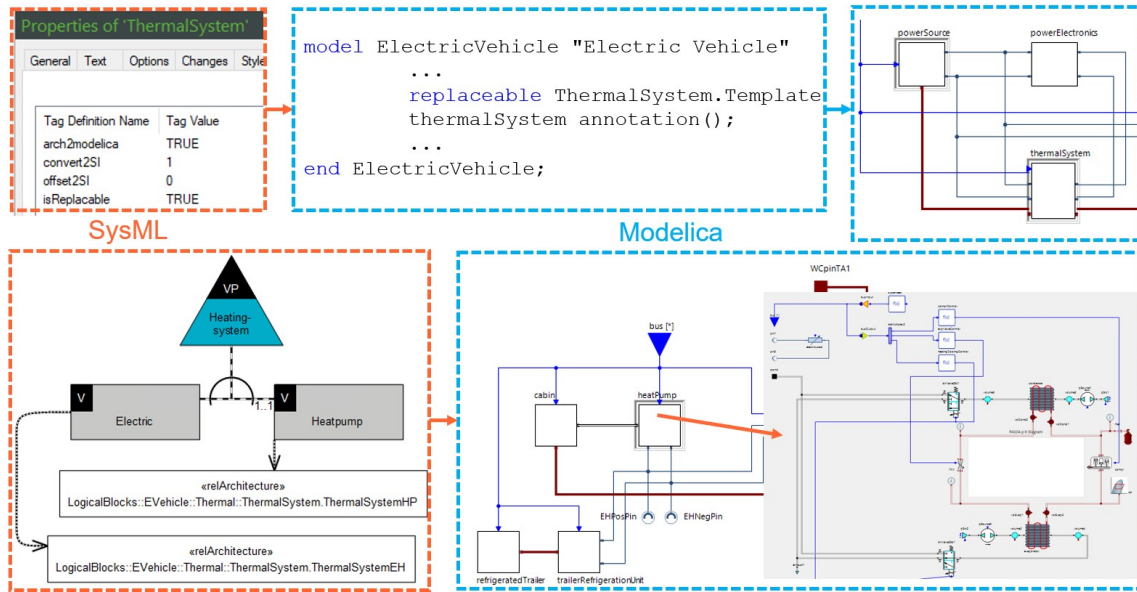 Properties of 'ThermalSystem'
General Text Options Changes Style
Tag Definition Name Tag Value
arch2modelica TRUE
convert2SI 1
offset2SI 0
isReplacable TRUE
model ElectricVehicle "Electric Vehicle"
...
replaceable ThermalSystem.Template
thermalSystem annotation();
...
end ElectricVehicle;
powerSource
powerElectronics
thermalSystem
SysML
Modelica
VP
Heating-
system
V
Electric
1..1
V
Heatpump
«relArchitecture»
LogicalBlocks::EVehicle::Thermal::ThermalSystem.ThermalSystemHP
«relArchitecture»
LogicalBlocks::EVehicle::Thermal::ThermalSystem.ThermalSystemEH
bus [*]
cabin
heatPump
EHPosPin
EHNegPin
refrigeratedTrailer
trailerRefrigerationUnit
WCpinTA1